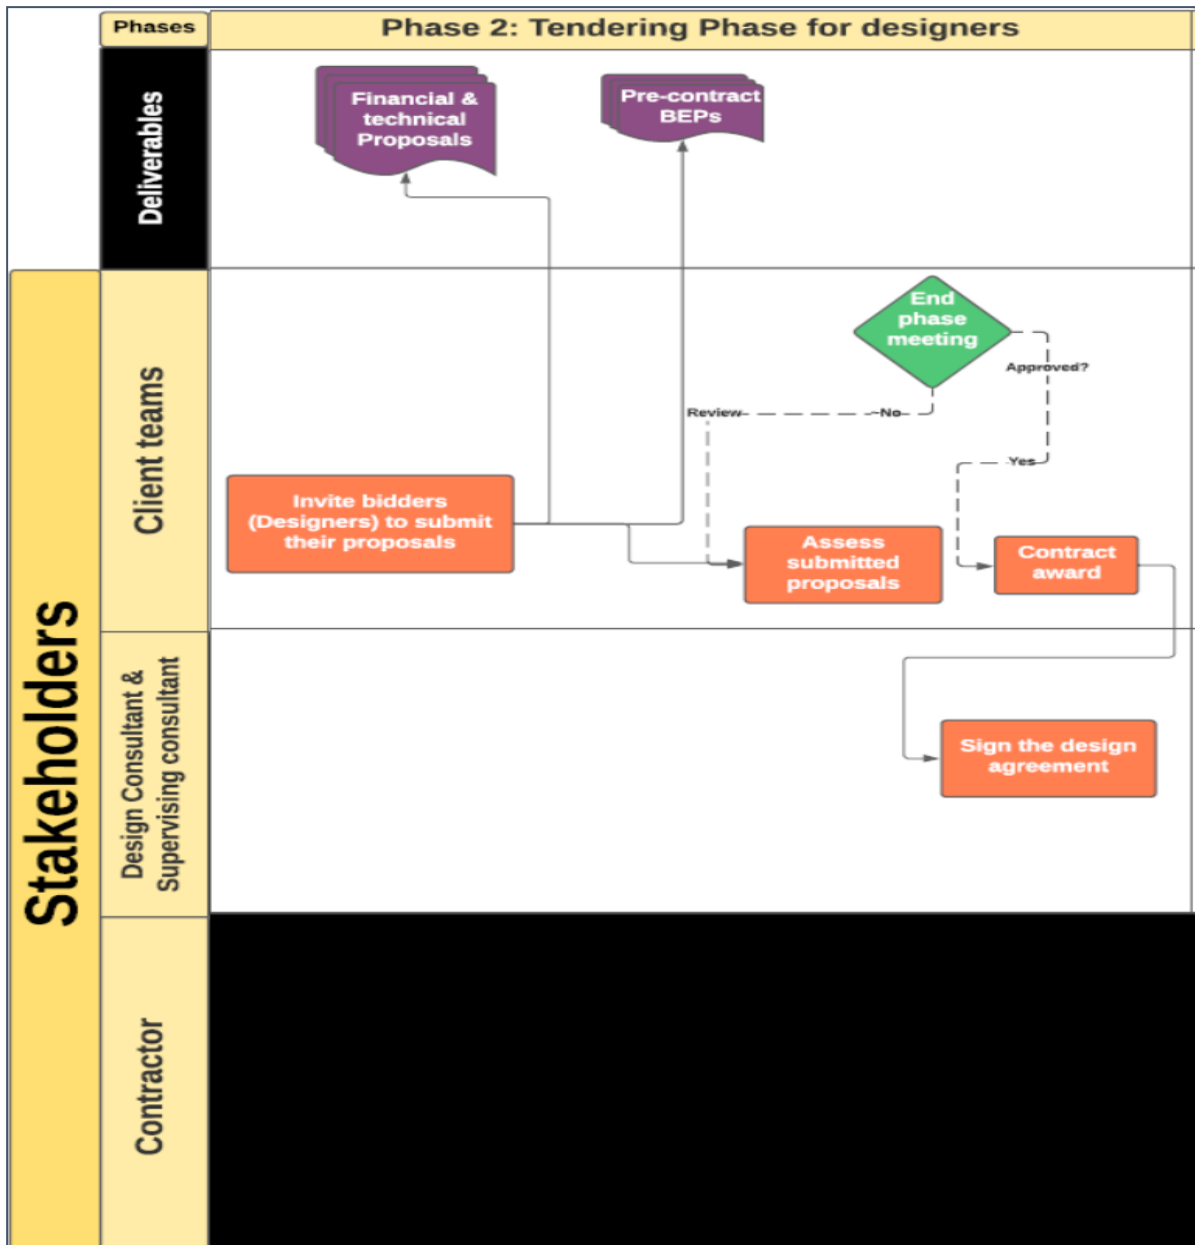 Phases
Phase 2: Tendering Phase for designers
Deliverables
Financial &
technical
Proposals
Pre-contract
BEPs
Stakeholders
Client teams
End
phase
meeting
Approved?
Review
No
Yes
Invite bidders
(Designers) to submit
their proposals
Assess
submitted
proposals
Contract
award
Design Consultant &
Supervising consultant
Sign the design
agreement
Contractor